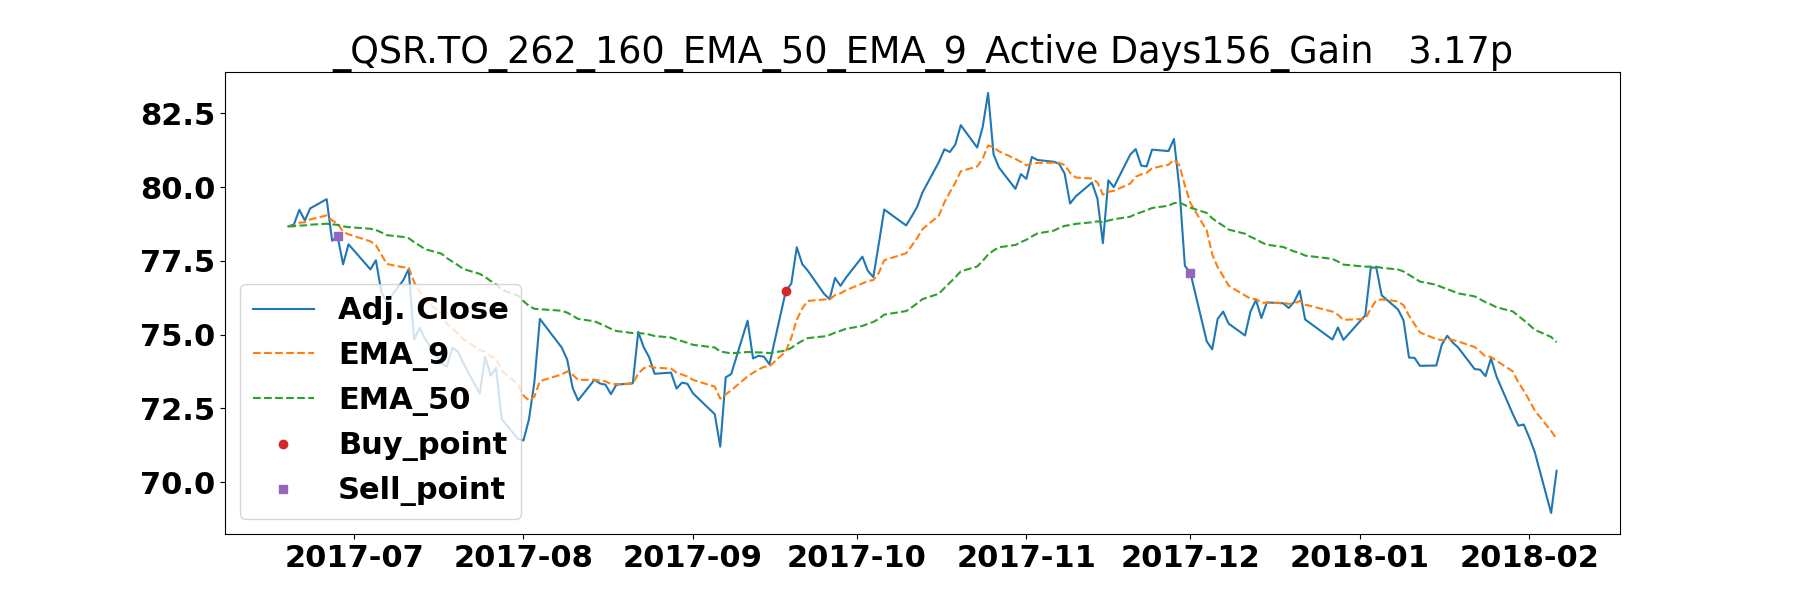 _QSR.TO_262_160_EMA_50_EMA_9_Active Days156_Gain   3.17p
82.5
80.0
77.5
75.0
72.5
70.0
Adj. Close
EMA_9
EMA_50
Buy_point
Sell_point
2017-07 2017-08 2017-09 2017-10 2017-11 2017-12 2018-01 2018-02